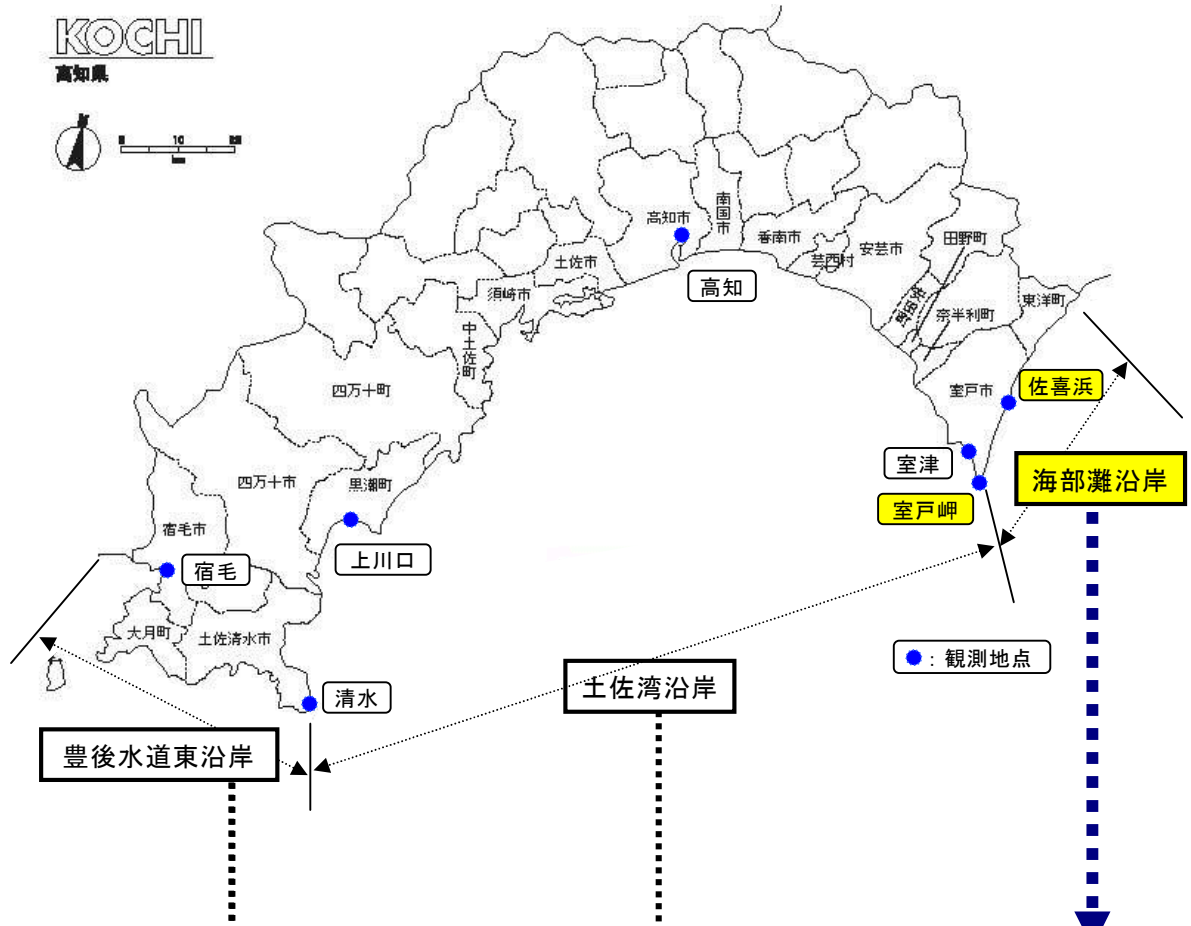 KOCHI
高知県
10
km
高知市
南国市
香南市
芸西村
安芸市
田野町
東洋町
奈半利町
土佐市
須崎市
中土佐町
高知
四万十町
室戸市
佐喜浜
室津
室戸岬
海部灘沿岸
四万十市
黒潮町
宿毛市
宿毛
上川口
大月町
土佐清水市
清水
●:観測地点
土佐湾沿岸
豊後水道東沿岸